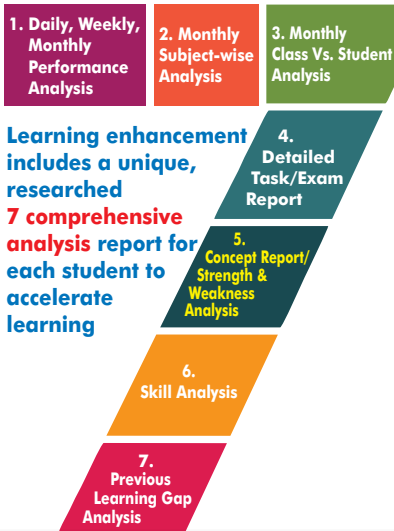 1. Daily, Weekly,
Monthly
Performance
Analysis
2. Monthly
Subject-wise
Analysis
3. Monthly
Class Vs. Student
Analysis
Learning enhancement
includes a unique,
researched
7 comprehensive
analysis report for
each student to
accelerate
learning
4.
Detailed
Task/Exam
Report
5.
Concept Report/
Strength &
Weakness
Analysis
6.
Skill Analysis
7.
Previous
Learning Gap
Analysis